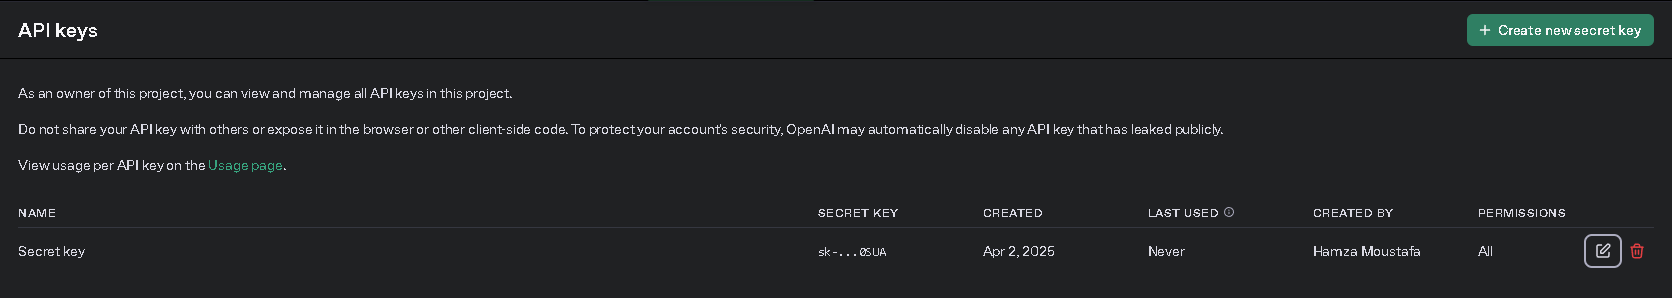 API keys
+ Create new secret key
As an owner of this project, you can view and manage all API keys in this project.
Do not share your API key with others or expose it in the browser or other client-side code. To protect your account's security, OpenAI may automatically disable any API key that has leaked publicly.
View usage per API key on the Usage page.
NAME SECRET KEY CREATED LAST USED CREATED BY PERMISSIONS
Secret key sk-...0SUA Apr 2, 2025 Never Hamza Moustafa All